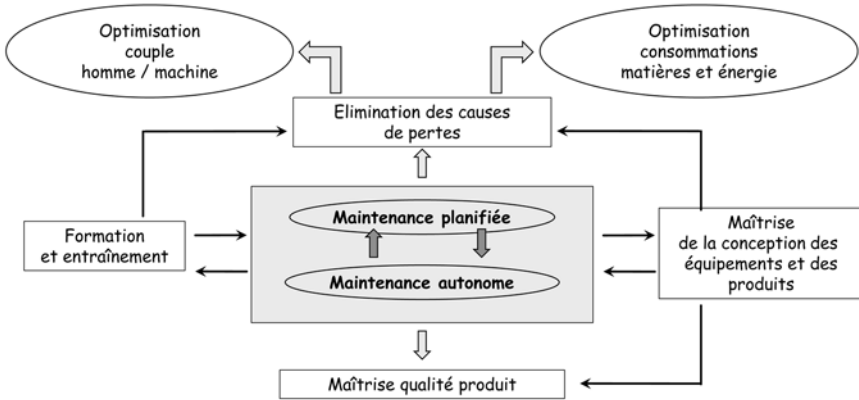 Optimisation
couple
homme / machine
Optimisation
consommations
matières et énergie
Elimination des causes
de pertes
Maintenance planifiée
Formation
et entraînement
Maîtrise
de la conception des
équipements et des
produits
Maintenance autonome
Maîtrise qualité produit